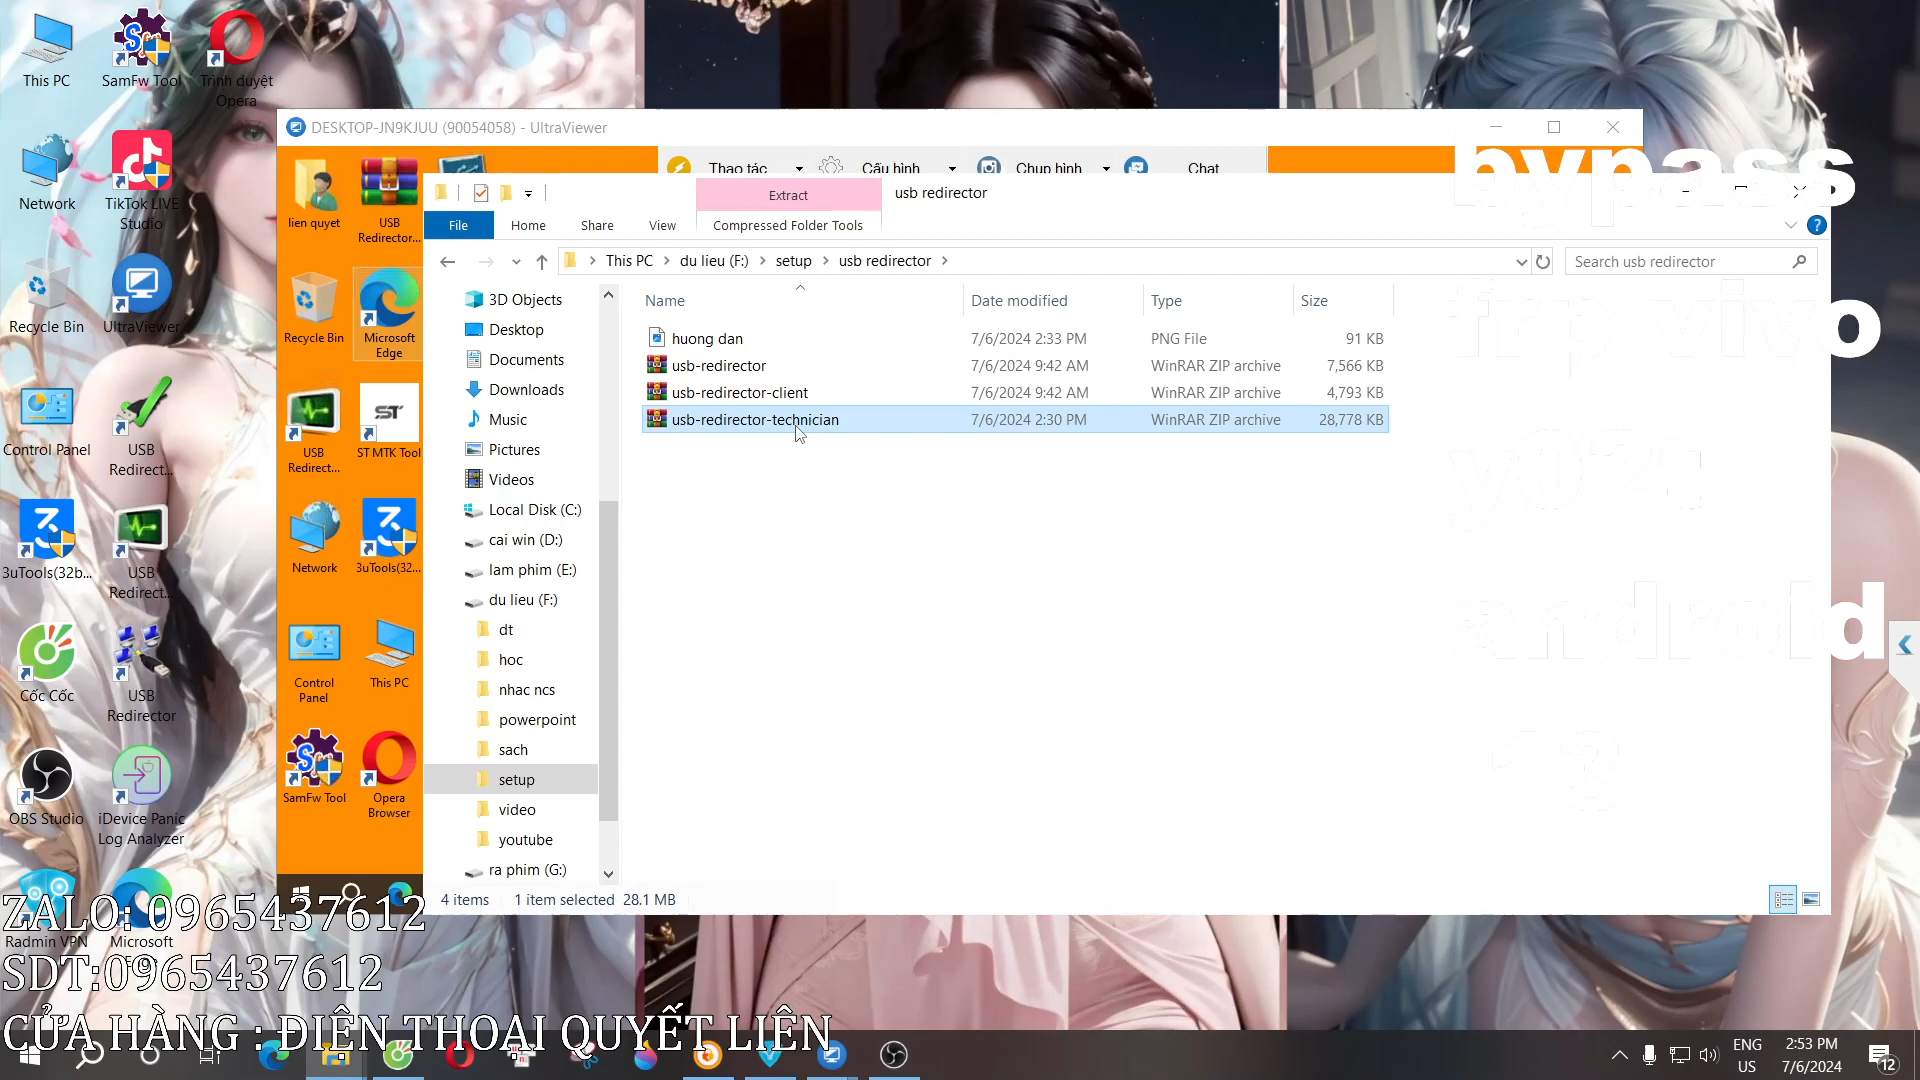 This PC
SamFw Tool
Trình duyệt
Opera
Network
TikTok LIVE
Studio
Recycle Bin
UltraViewer
Control Panel
USB
Redirect...
3uTools(32b...
USB
Redirect...
Cốc Cốc
USB
Redirector
OBS Studio
iDevice Panic
Log Analyzer
Radmin VPN
Microsoft
DESKTOP-JN9KJUU (90054058) - UltraViewer
Thao tác
Cấu hình
Chụp hình
Chat
lien quyet
USB
Redirector...
Recycle Bin
Microsoft
Edge
USB
Redirect...
ST
ST MTK Tool
Network
3uTools(32...
Control
Panel
This PC
SamFw Tool
Opera
Browser
Extract
usb redirector
File
Home
Share
View
Compressed Folder Tools
This PC > du lieu (F:) > setup > usb redirector >
Search usb redirector
3D Objects
Desktop
Documents
Downloads
Music
Pictures
Videos
Local Disk (C:)
cai win (D:)
lam phim (E:)
du lieu (F:)
dt
hoc
nhac ncs
powerpoint
sach
setup
video
youtube
ra phim (G:)
Name Date modified Type Size
huong dan 7/6/2024 2:33 PM PNG File 91 KB
usb-redirector 7/6/2024 9:42 AM WinRAR ZIP archive 7,566 KB
usb-redirector-client 7/6/2024 9:42 AM WinRAR ZIP archive 4,793 KB
usb-redirector-technician 7/6/2024 2:30 PM WinRAR ZIP archive 28,778 KB
4 items 1 item selected 28.1 MB
bypass
frp vivo
android
ZALO: 0965437612
SDT:0965437612
CỬA HÀNG : ĐIỆN THOẠI QUYẾT LIÊN
ENG
US
2:53 PM
7/6/2024
12